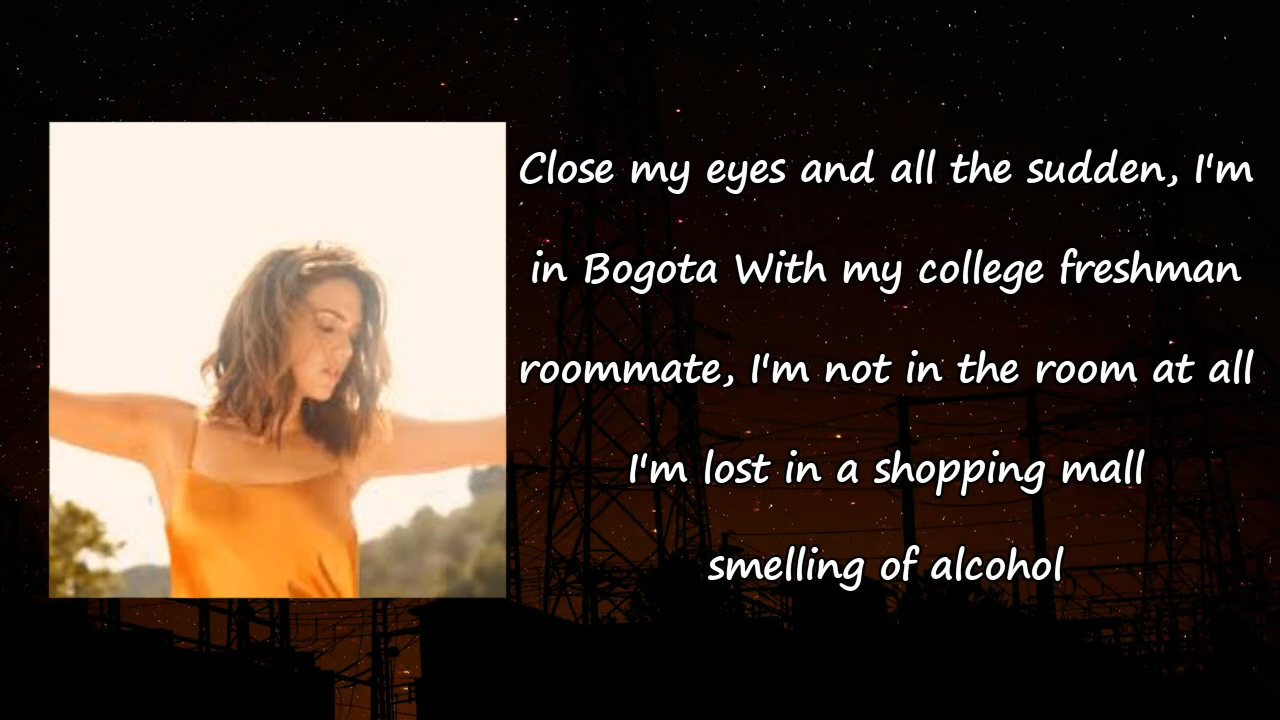 Close my eyes and all the sudden, I'm
in Bogota With my college freshman
roommate, I'm not in the room at all
I'm lost in a shopping mall
smelling of alcohol